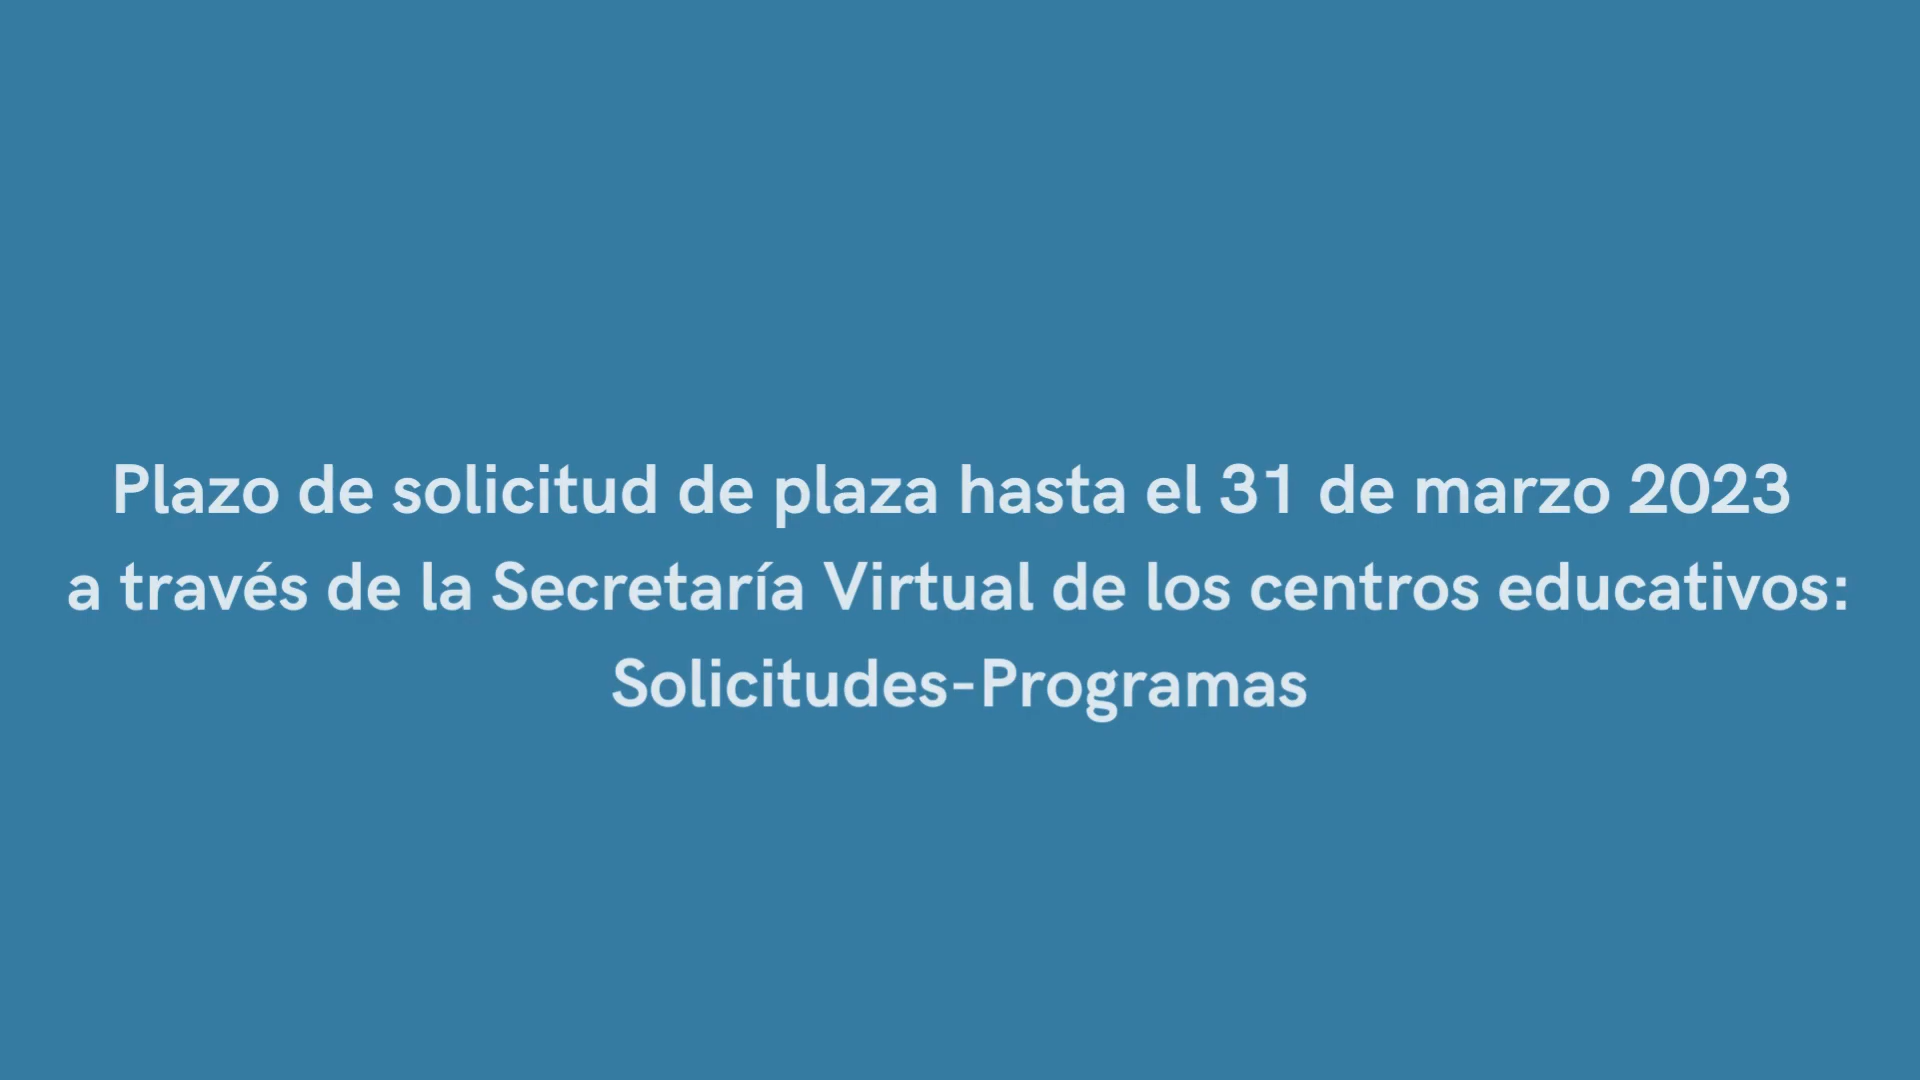 Plazo de solicitud de plaza hasta el 31 de marzo 2023
a través de la Secretaría Virtual de los centros educativos:
Solicitudes-Programas